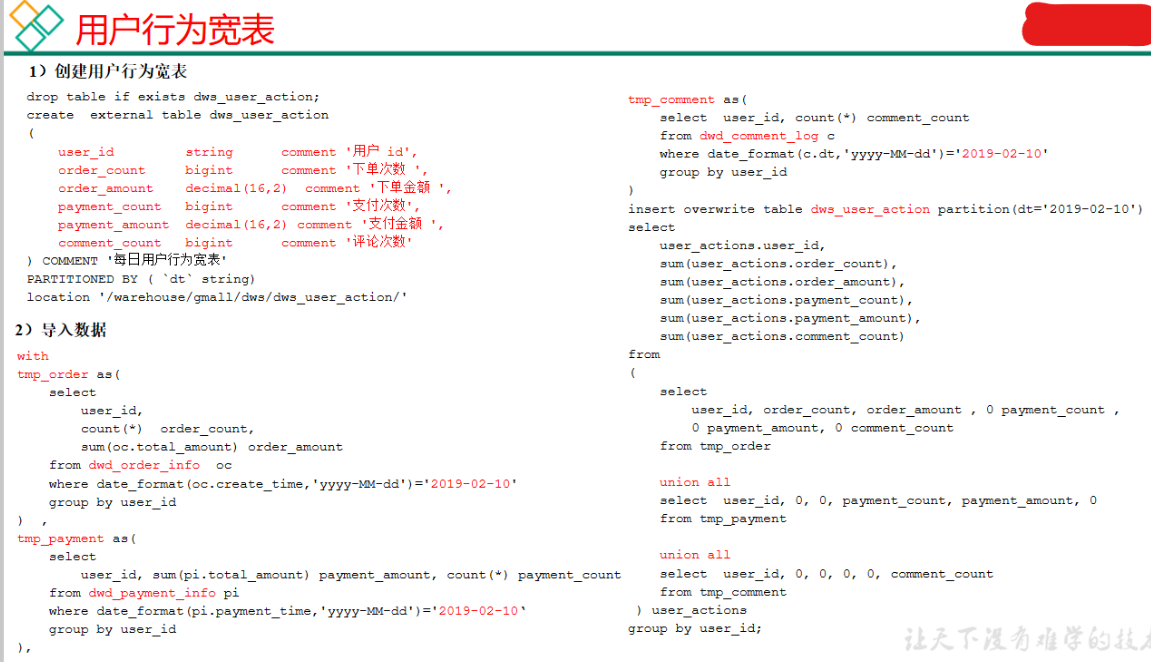 用户行为宽表
1）创建用户行为宽表
drop table if exists dws_user_action;
create  external table dws_user_action
(
    user_id         string      comment '用户 id',
    order_count     bigint      comment '下单次数 ',
    order_amount    decimal(16,2)  comment '下单金额 ',
    payment_count   bigint      comment '支付次数',
    payment_amount  decimal(16,2) comment '支付金额 ',
    comment_count   bigint      comment '评论次数'
) COMMENT '每日用户行为宽表'
PARTITIONED BY ( `dt` string)
location '/warehouse/gmall/dws/dws_user_action/'
2）导入数据
with
tmp_order as(
    select
        user_id,
        count(*)  order_count,
        sum(oc.total_amount) order_amount
    from dwd_order_info  oc
    where date_format(oc.create_time,'yyyy-MM-dd')='2019-02-10'
    group by user_id
)  ,
tmp_payment as(
    select
        user_id, sum(pi.total_amount) payment_amount, count(*) payment_count
    from dwd_payment_info pi
    where date_format(pi.payment_time,'yyyy-MM-dd')='2019-02-10'
    group by user_id
),
tmp_comment as(
    select  user_id, count(*) comment_count
    from dwd_comment_log c
    where date_format(c.dt,'yyyy-MM-dd')='2019-02-10'
    group by user_id
)
insert overwrite table dws_user_action partition(dt='2019-02-10')
select
    user_actions.user_id,
    sum(user_actions.order_count),
    sum(user_actions.order_amount),
    sum(user_actions.payment_count),
    sum(user_actions.payment_amount),
    sum(user_actions.comment_count)
from
(
    select
        user_id, order_count, order_amount , 0 payment_count ,
        0 payment_amount, 0 comment_count
    from tmp_order

    union all
    select  user_id, 0, 0, payment_count, payment_amount, 0
    from tmp_payment

    union all
    select  user_id, 0, 0, 0, 0, comment_count
    from tmp_comment
 ) user_actions
group by user_id;
让天下没有难学的技术